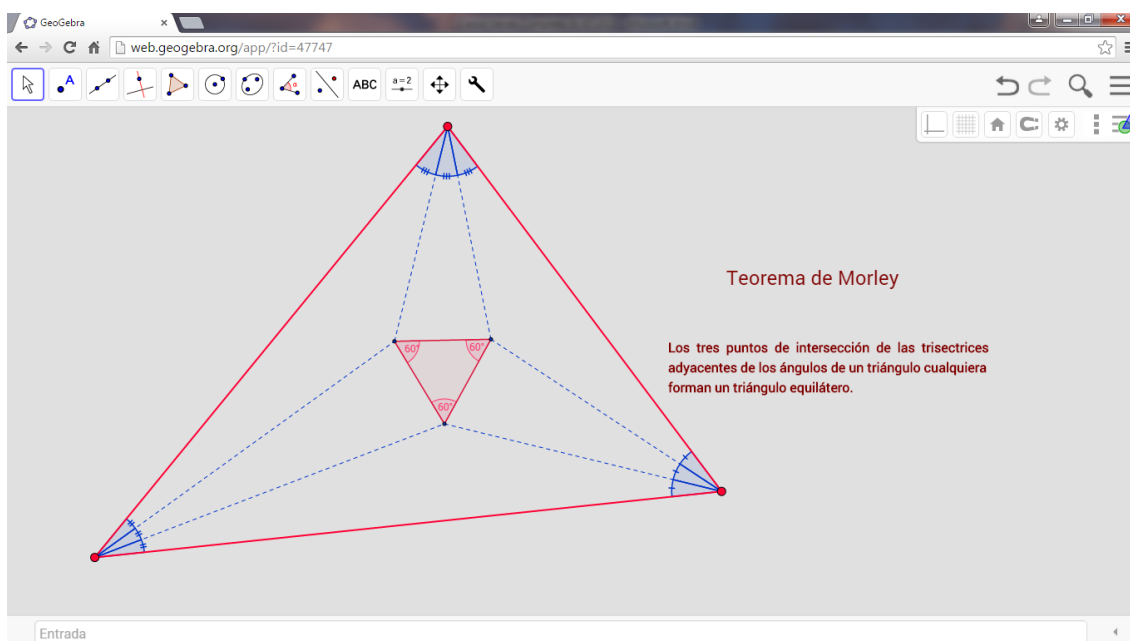 GeoGebra
web.geogebra.org/app/?id=47747
A
ABC
a=2
60°
60°
60°
Teorema de Morley
Los tres puntos de intersección de las trisectrices
adyacentes de los ángulos de un triángulo cualquiera
forman un triángulo equilátero.
Entrada